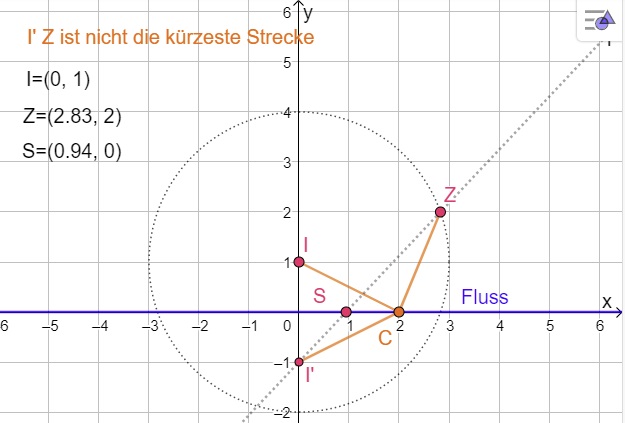 I' Z ist nicht die kürzeste Strecke
I=(0, 1)
Z=(2.83, 2)
S=(0.94, 0)
y
6
5
4
3
2
1
0
–1
–2
Z
I
S
C
I'
Fluss
x
6 –5 –4 –3 –2 –1 0 1 2 3 4 5 6